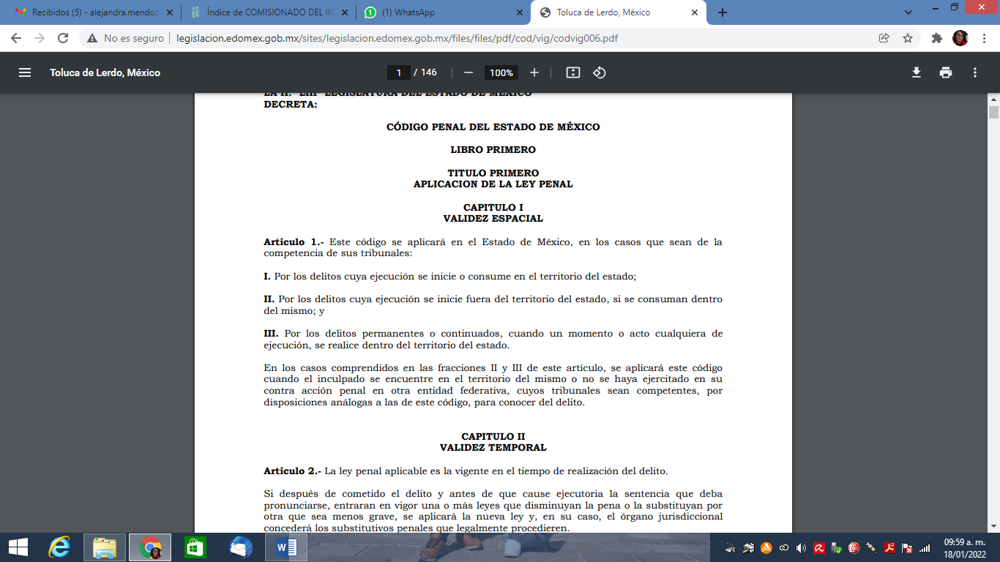 Recibidos (5) - alejandra.mendoz
Índice de COMISIONADO DEL IN
(1) WhatsApp
Toluca de Lerdo, México
No es seguro
legislacion.edomex.gob.mx/sites/legislacion.edomex.gob.mx/files/files/pdf/cod/vig/codvig006.pdf
Toluca de Lerdo, México
1 / 146
100%
LA H. "LIII" LEGISLATURA DEL ESTADO DE MÉXICO
DECRETA:
CÓDIGO PENAL DEL ESTADO DE MÉXICO
LIBRO PRIMERO
TITULO PRIMERO
APLICACION DE LA LEY PENAL
CAPITULO I
VALIDEZ ESPACIAL
Artículo 1.- Este código se aplicará en el Estado de México, en los casos que sean de la
competencia de sus tribunales:
I. Por los delitos cuya ejecución se inicie o consume en el territorio del estado;
II. Por los delitos cuya ejecución se inicie fuera del territorio del estado, si se consuman dentro
del mismo; y
III. Por los delitos permanentes o continuados, cuando un momento o acto cualquiera de
ejecución, se realice dentro del territorio del estado.
En los casos comprendidos en las fracciones II y III de este artículo, se aplicará este código
cuando el inculpado se encuentre en el territorio del mismo o no se haya ejercitado en su
contra acción penal en otra entidad federativa, cuyos tribunales sean competentes, por
disposiciones análogas a las de este código, para conocer del delito.
CAPITULO II
VALIDEZ TEMPORAL
Artículo 2.- La ley penal aplicable es la vigente en el tiempo de realización del delito.
Si después de cometido el delito y antes de que cause ejecutoria la sentencia que deba
pronunciarse, entraran en vigor una o más leyes que disminuyan la pena o la substituyan por
otra que sea menos grave, se aplicará la nueva ley y, en su caso, el órgano jurisdiccional
concederá los substitutivos penales que legalmente procedieren.
09:59 a. m.
18/01/2022